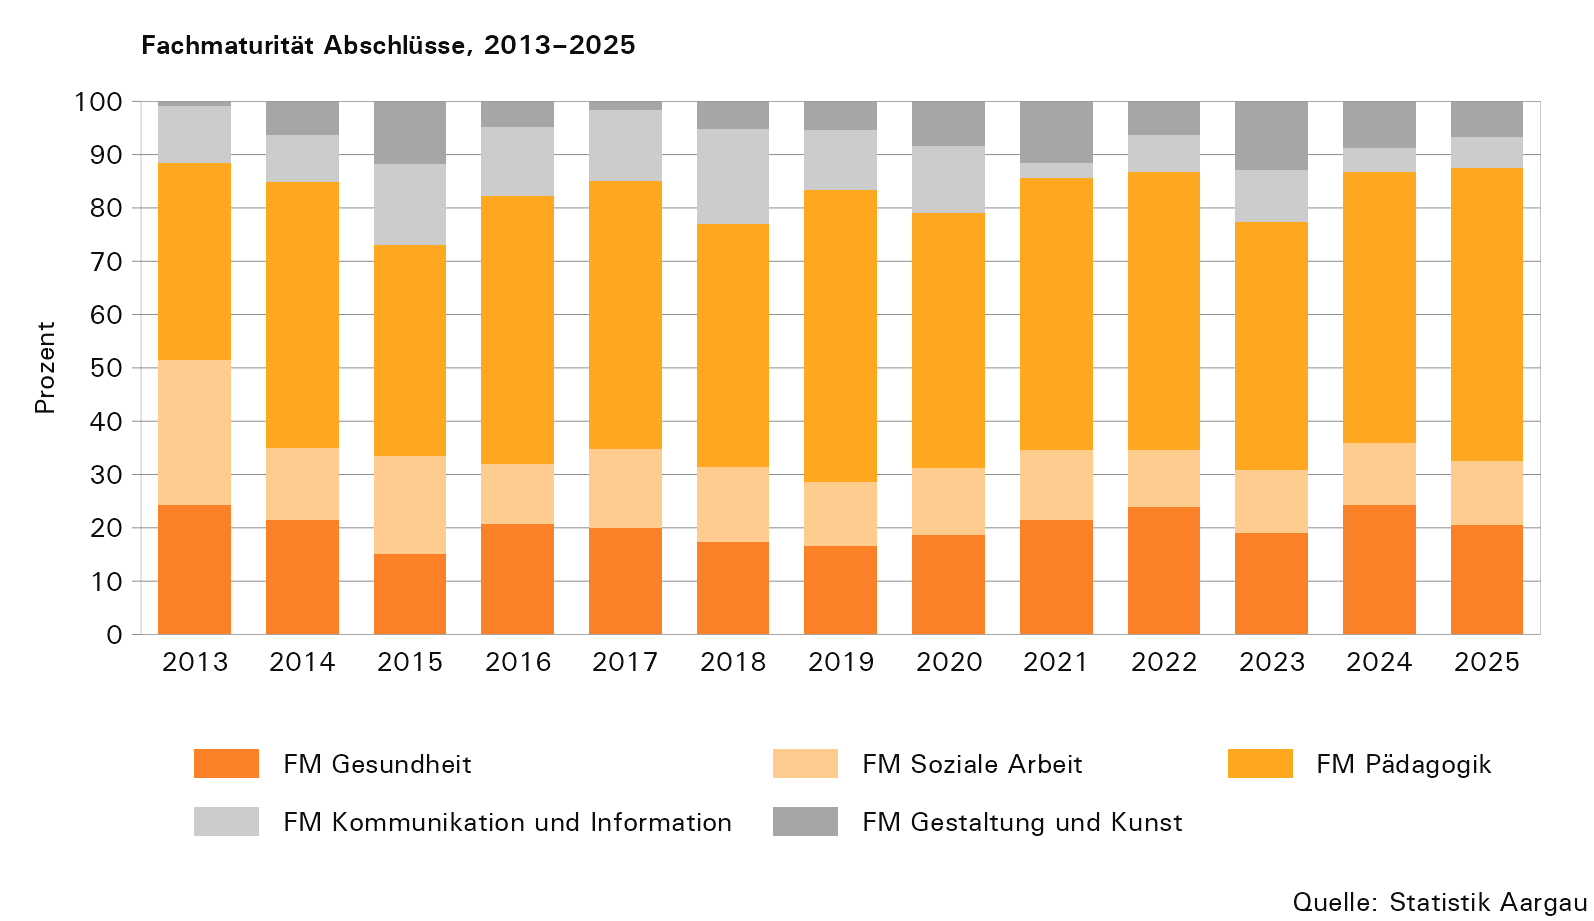 Fachmaturität Abschlüsse, 2013–2025
100
90
80
70
60
50
40
30
20
10
0
Prozent
2013 2014 2015 2016 2017 2018 2019 2020 2021 2022 2023 2024 2025
FM Gesundheit FM Soziale Arbeit FM Pädagogik
FM Kommunikation und Information FM Gestaltung und Kunst
Quelle: Statistik Aargau